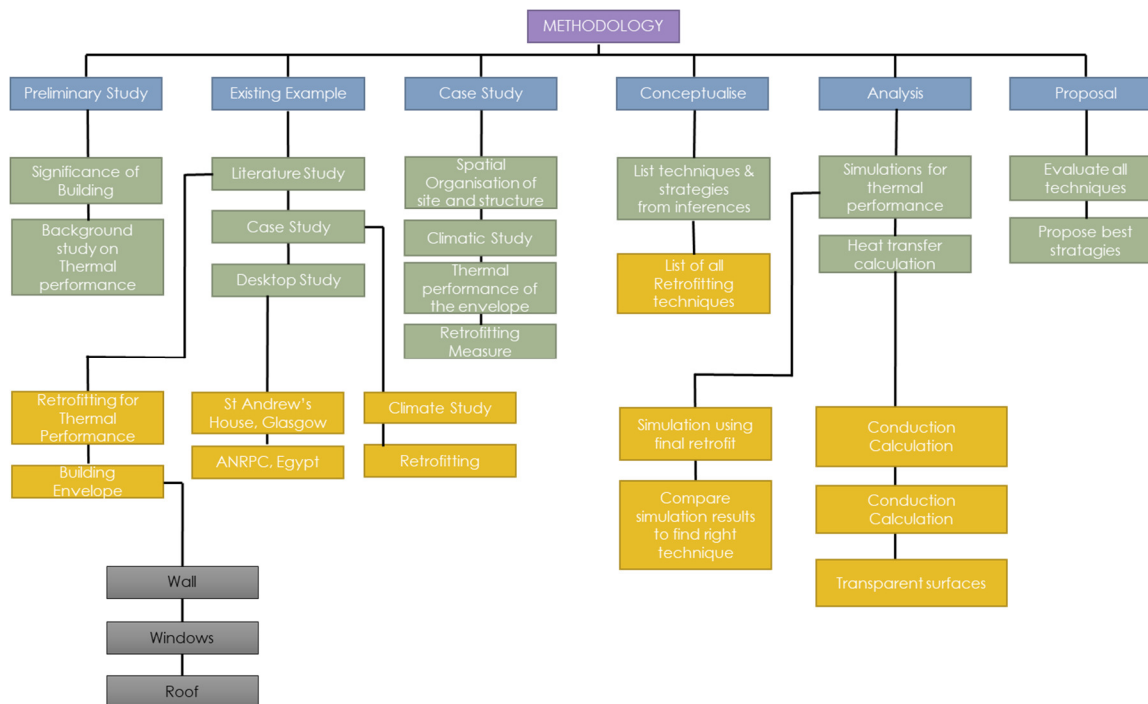 METHODOLOGY
Preliminary Study
Existing Example
Case Study
Conceptualise
Analysis
Proposal
Significance of
Building
Background
study on
Thermal
performance
Literature Study
Case Study
Desktop Study
Spatial
Organisation of
site and structure
Climatic Study
Thermal
performance of
the envelope
Retrofitting
Measure
List techniques &
strategies
from inferences
List of all
Retrofitting
techniques
Simulations for
thermal
performance
Heat transfer
calculation
Evaluate all
techniques
Propose best
stratagies
Retrofitting for
Thermal
Performance
Building
Envelope
St Andrew's
House, Glasgow
ANRPC, Egypt
Climate Study
Retrofitting
Simulation using
final retrofit
Compare
simulation results
to find right
technique
Conduction
Calculation
Conduction
Calculation
Transparent surfaces
Wall
Windows
Roof